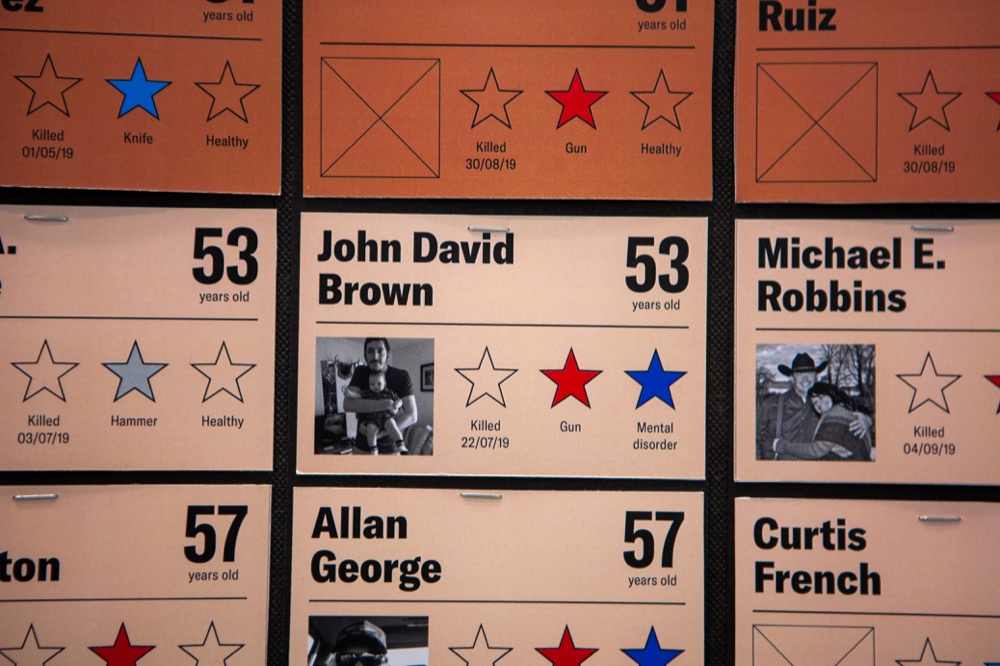 years old
Killed
01/05/19
Knife
Healthy
years old
Killed
30/08/19
Gun
Healthy
Ruiz
Killed
30/08/19
53
years old
Killed
03/07/19
Hammer
Healthy
John David
Brown
53
years old
Killed
22/07/19
Gun
Mental
disorder
Michael E.
Robbins
Killed
04/09/19
57
years old
Allan
George
57
years old
Curtis
French